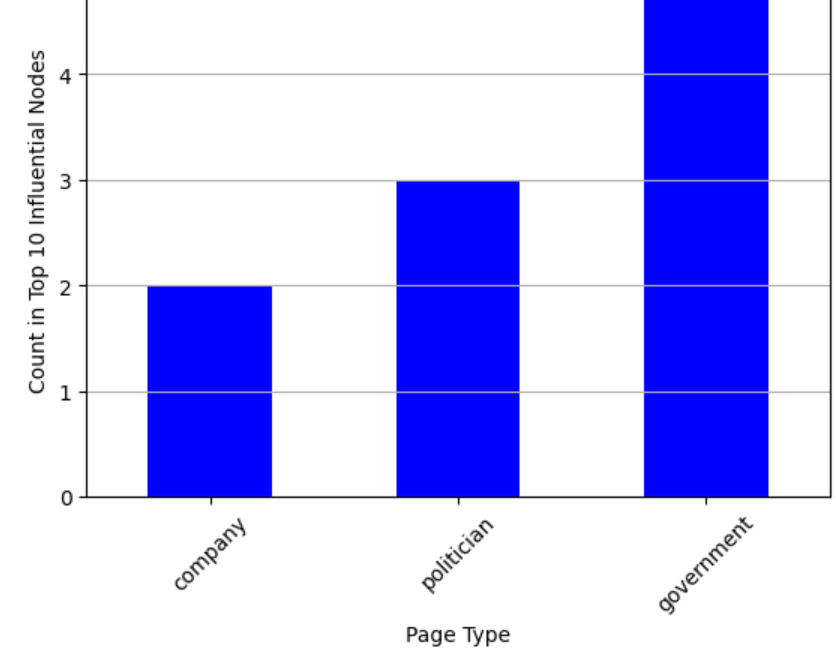 Count in Top 10 Influential Nodes
4
3
2
1
0
company
politician
government
Page Type